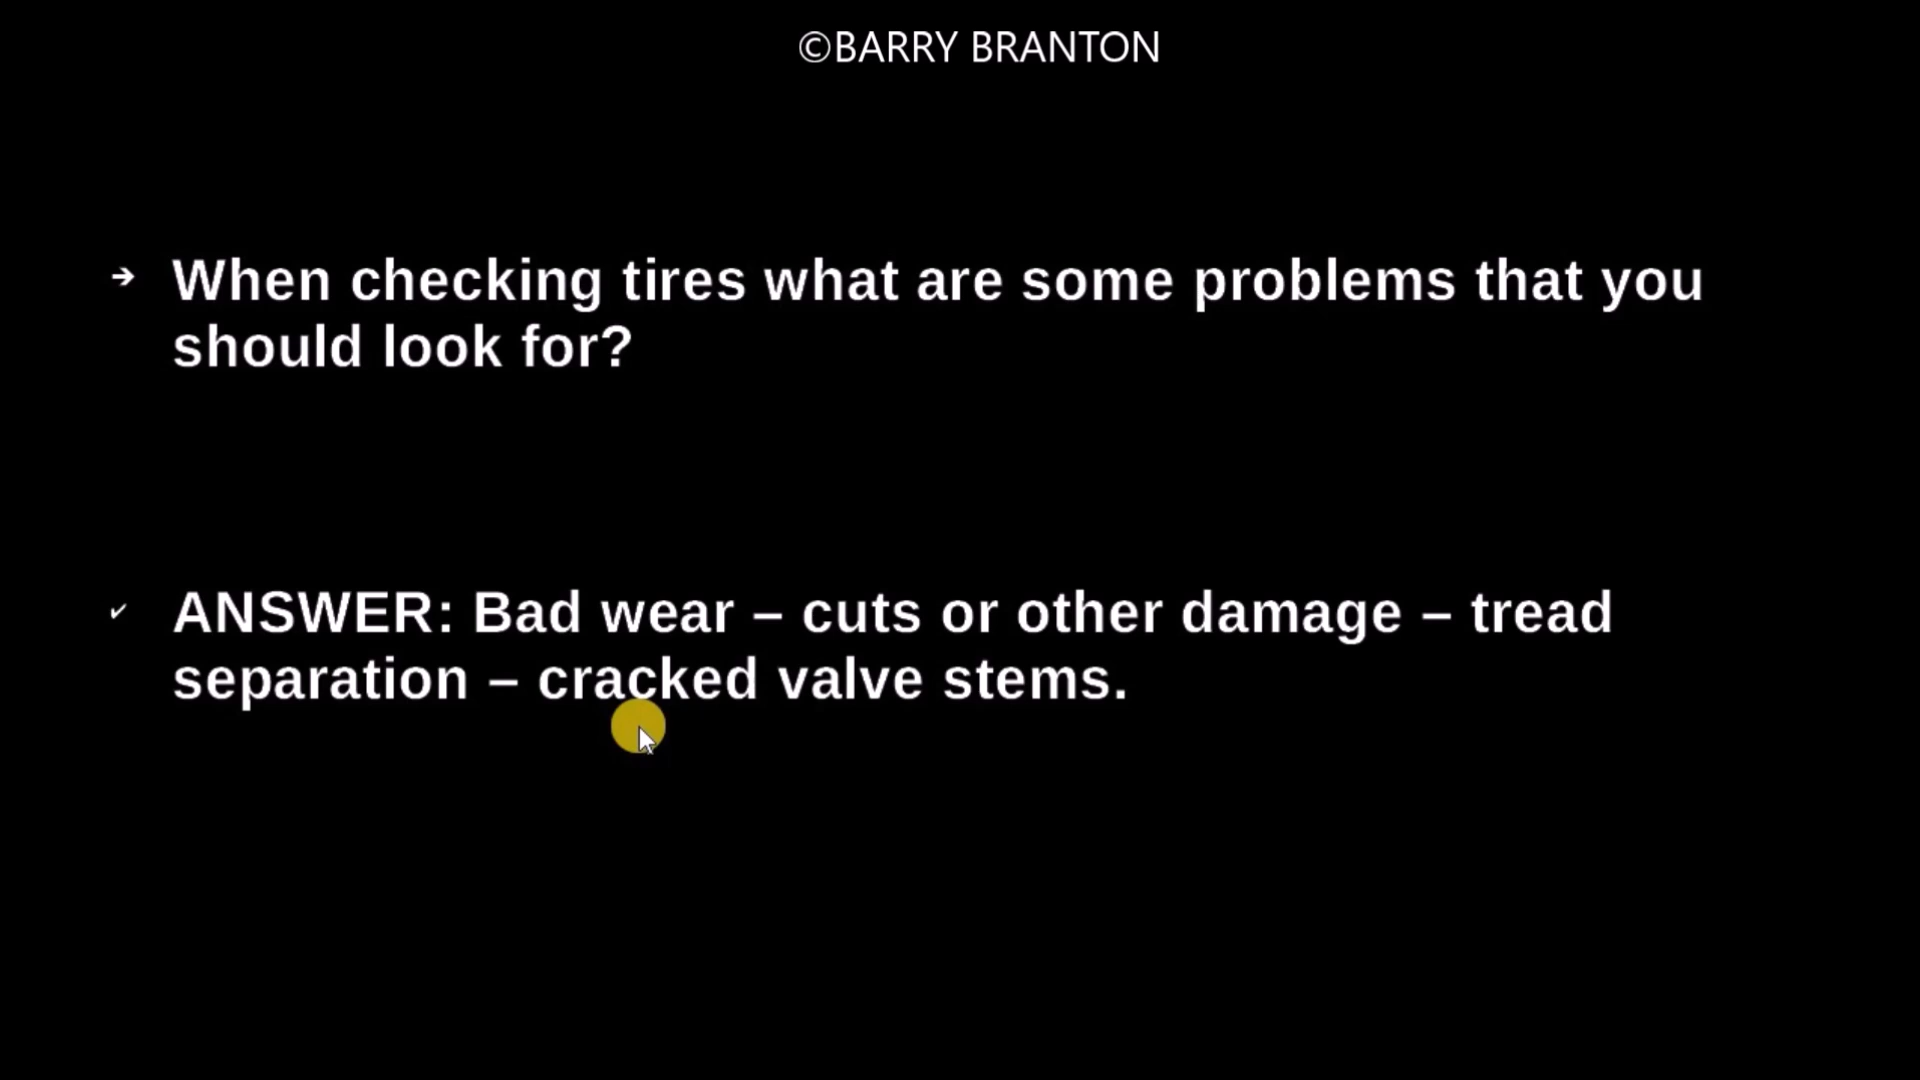 ©BARRY BRANTON
➔ When checking tires what are some problems that you
should look for?
✔ ANSWER: Bad wear – cuts or other damage – tread
separation – cracked valve stems.